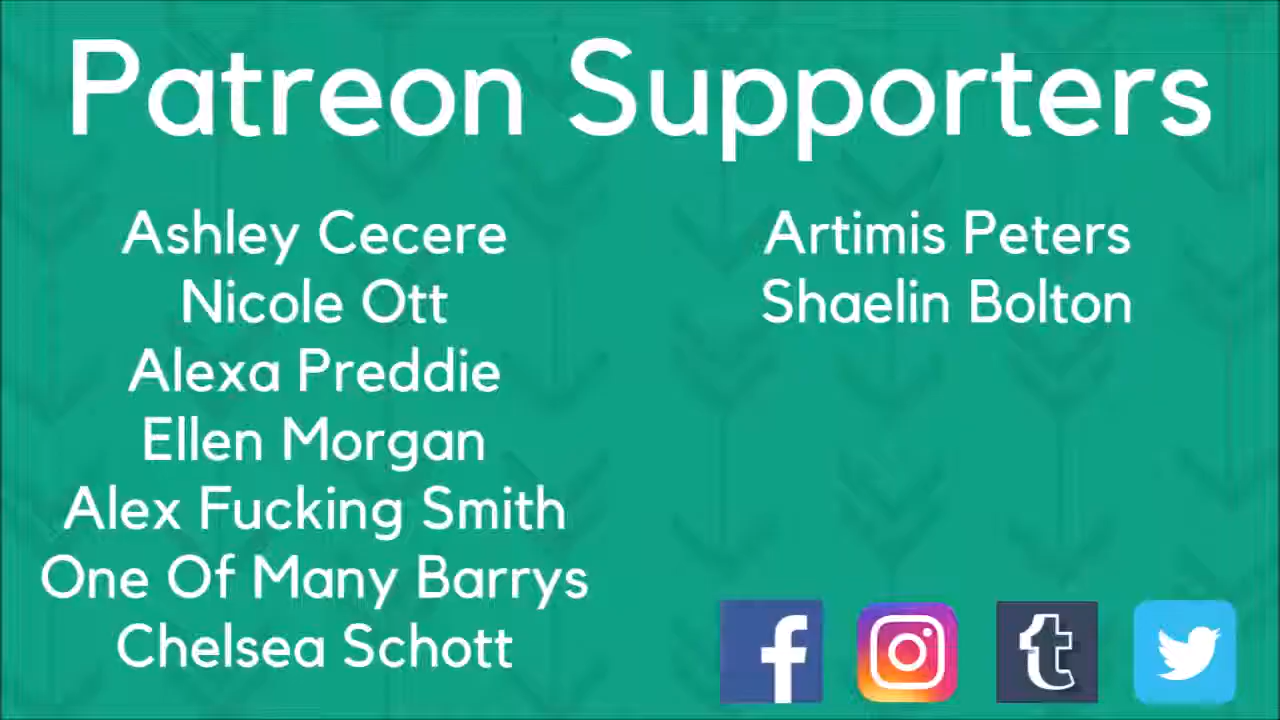 Patreon Supporters
Ashley Cecere
Nicole Ott
Alexa Preddie
Ellen Morgan
Alex Fucking Smith
One Of Many Barrys
Chelsea Schott
Artimis Peters
Shaelin Bolton